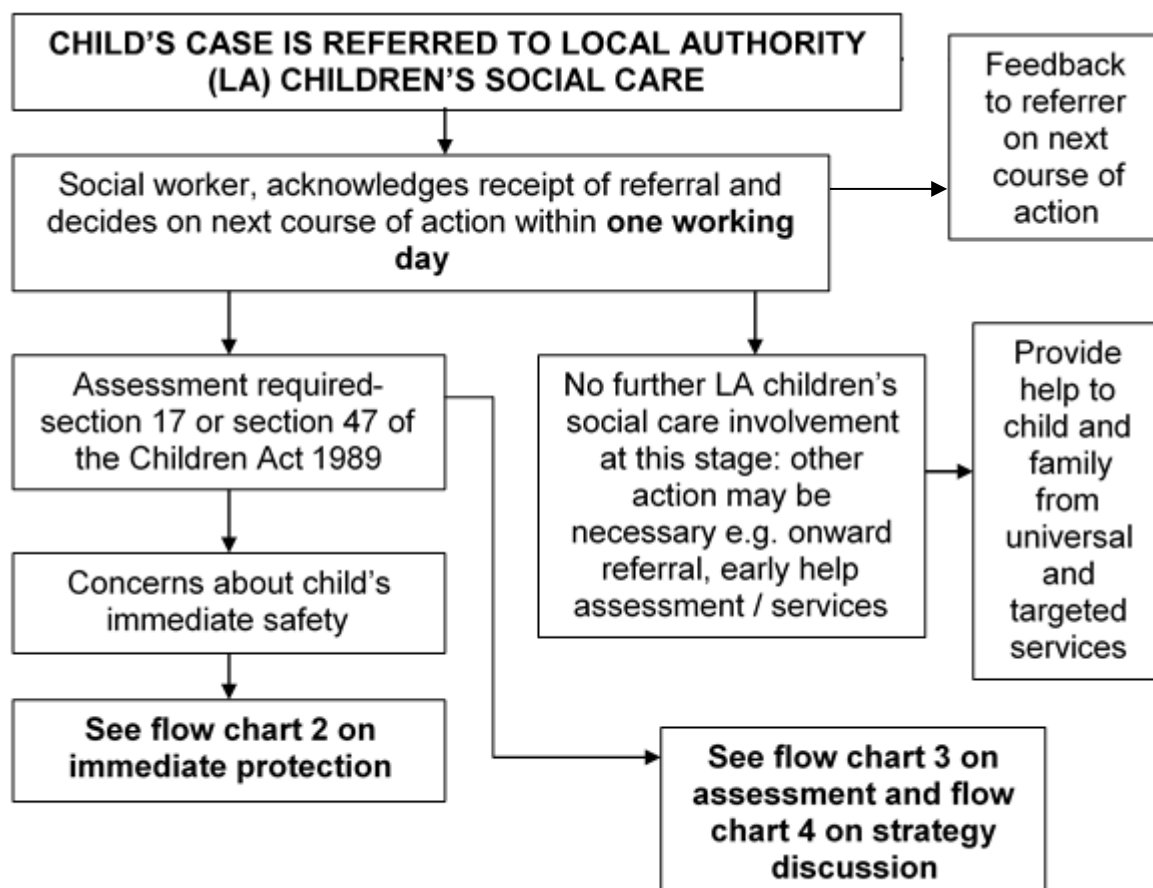 CHILD'S CASE IS REFERRED TO LOCAL AUTHORITY
(LA) CHILDREN'S SOCIAL CARE
Feedback
to referrer
on next
course of
action
Social worker, acknowledges receipt of referral and
decides on next course of action within one working
day
Assessment required-
section 17 or section 47 of
the Children Act 1989
No further LA children's
social care involvement
at this stage: other
action may be
necessary e.g. onward
referral, early help
assessment / services
Provide
help to
child and
family
from
universal
and
targeted
services
Concerns about child's
immediate safety
See flow chart 2 on
immediate protection
See flow chart 3 on
assessment and flow
chart 4 on strategy
discussion